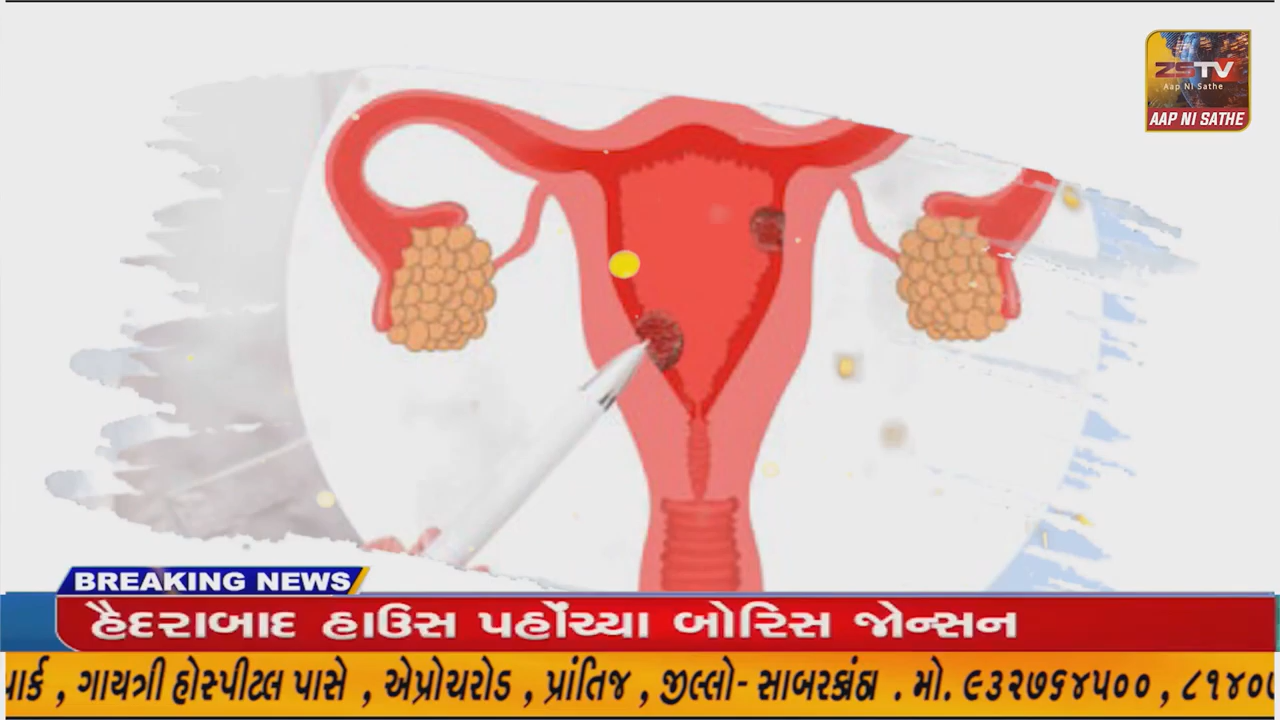 ZSTV
Aap Ni Sathe
AAP NI SATHE
BREAKING NEWS
હૈદરાબાદ હાઉસ પહોંચ્યા બોરિસ જોન્સન
પાર્ક , ગાયત્રી હોસ્પીટલ પાસે , એપ્રોચરોડ , પ્રાંતિજ , જીલ્લો- સાબરકાંઠા . મો. ૯૩૨૭૬૪૫૦૦ , ૮૧૪૦